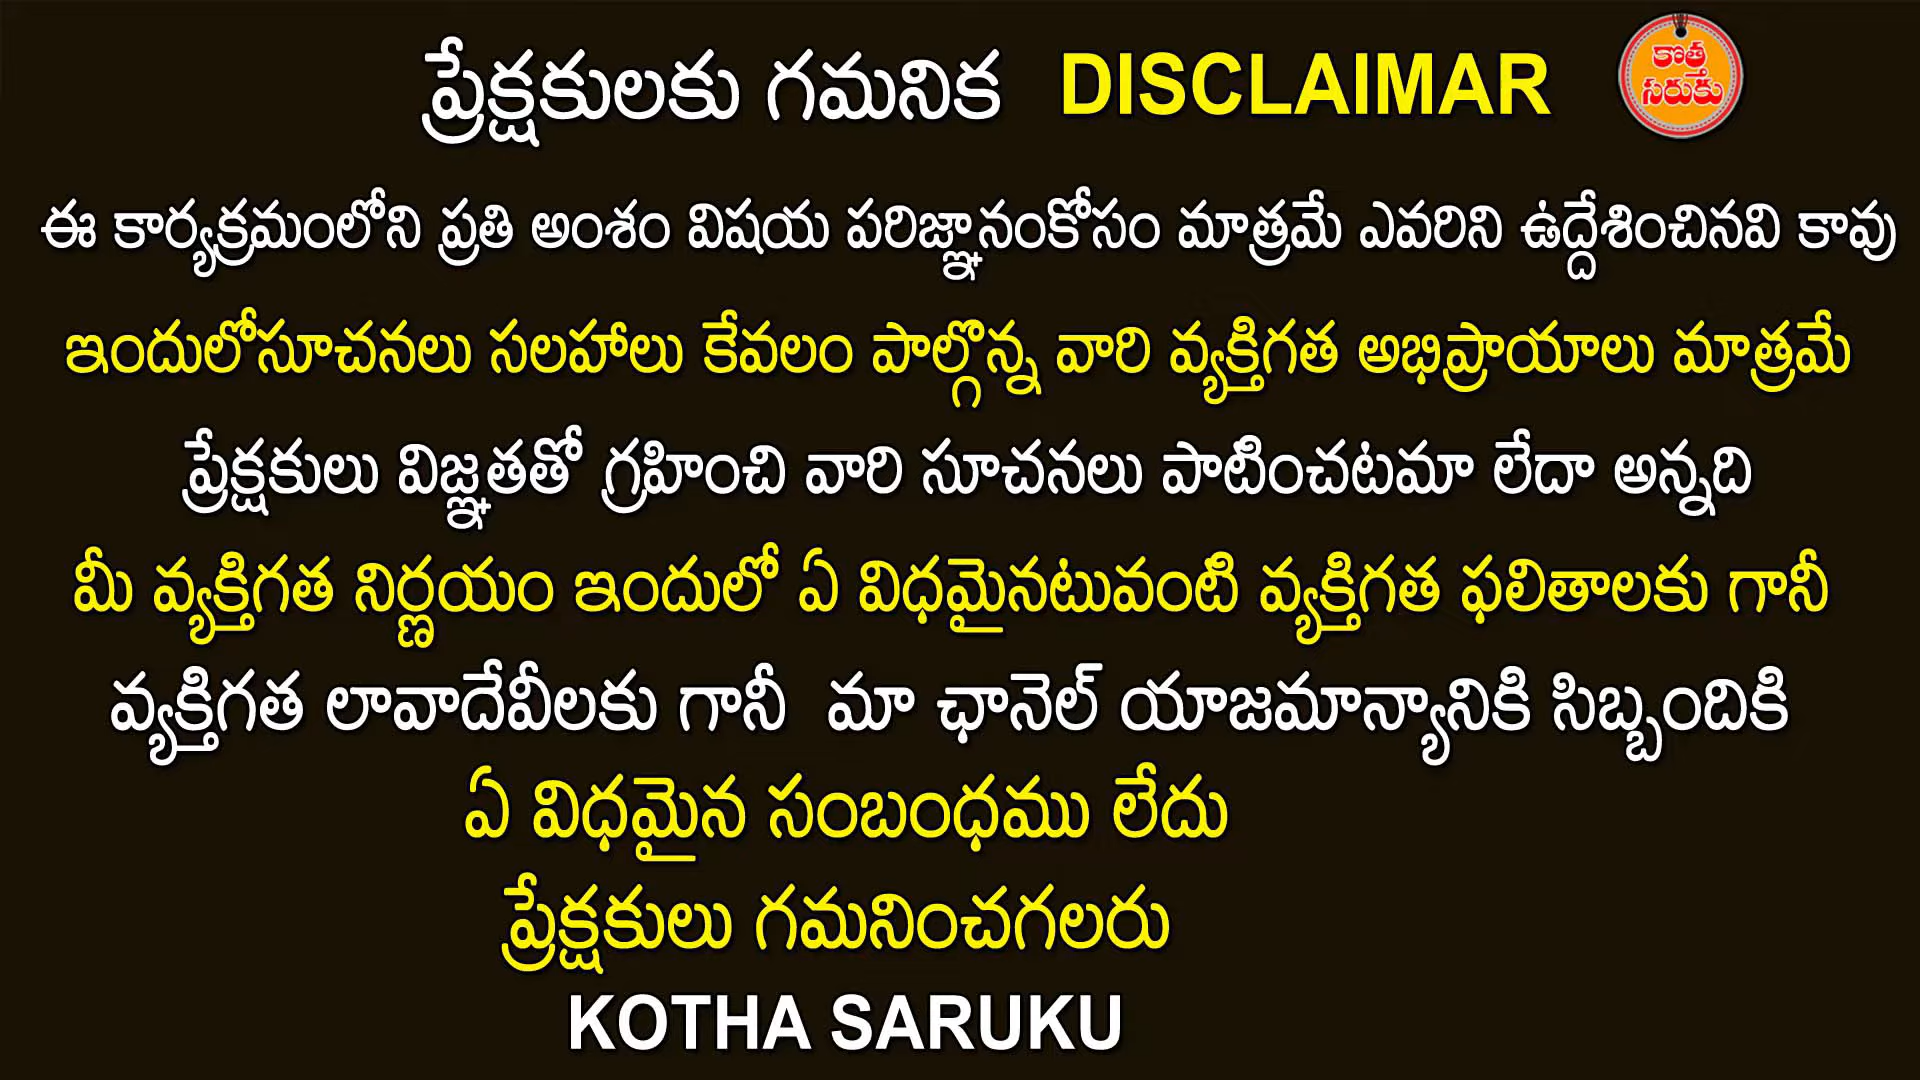 ప్రేక్షకులకు గమనిక DISCLAIMAR
కొత్త
సరుకు
ఈ కార్యక్రమంలోని ప్రతి అంశం విషయ పరిజ్ఞానంకోసం మాత్రమే ఎవరిని ఉద్దేశించినవి కావు
ఇందులోసూచనలు సలహాలు కేవలం పాల్గొన్న వారి వ్యక్తిగత అభిప్రాయాలు మాత్రమే
ప్రేక్షకులు విజ్ఞతతో గ్రహించి వారి సూచనలు పాటించటమా లేదా అన్నది
మీ వ్యక్తిగత నిర్ణయం ఇందులో ఏ విధమైనటువంటి వ్యక్తిగత ఫలితాలకు గానీ
వ్యక్తిగత లావాదేవీలకు గానీ మా ఛానెల్ యాజమాన్యానికి సిబ్బందికి
ఏ విధమైన సంబంధము లేదు
ప్రేక్షకులు గమనించగలరు
KOTHA SARUKU